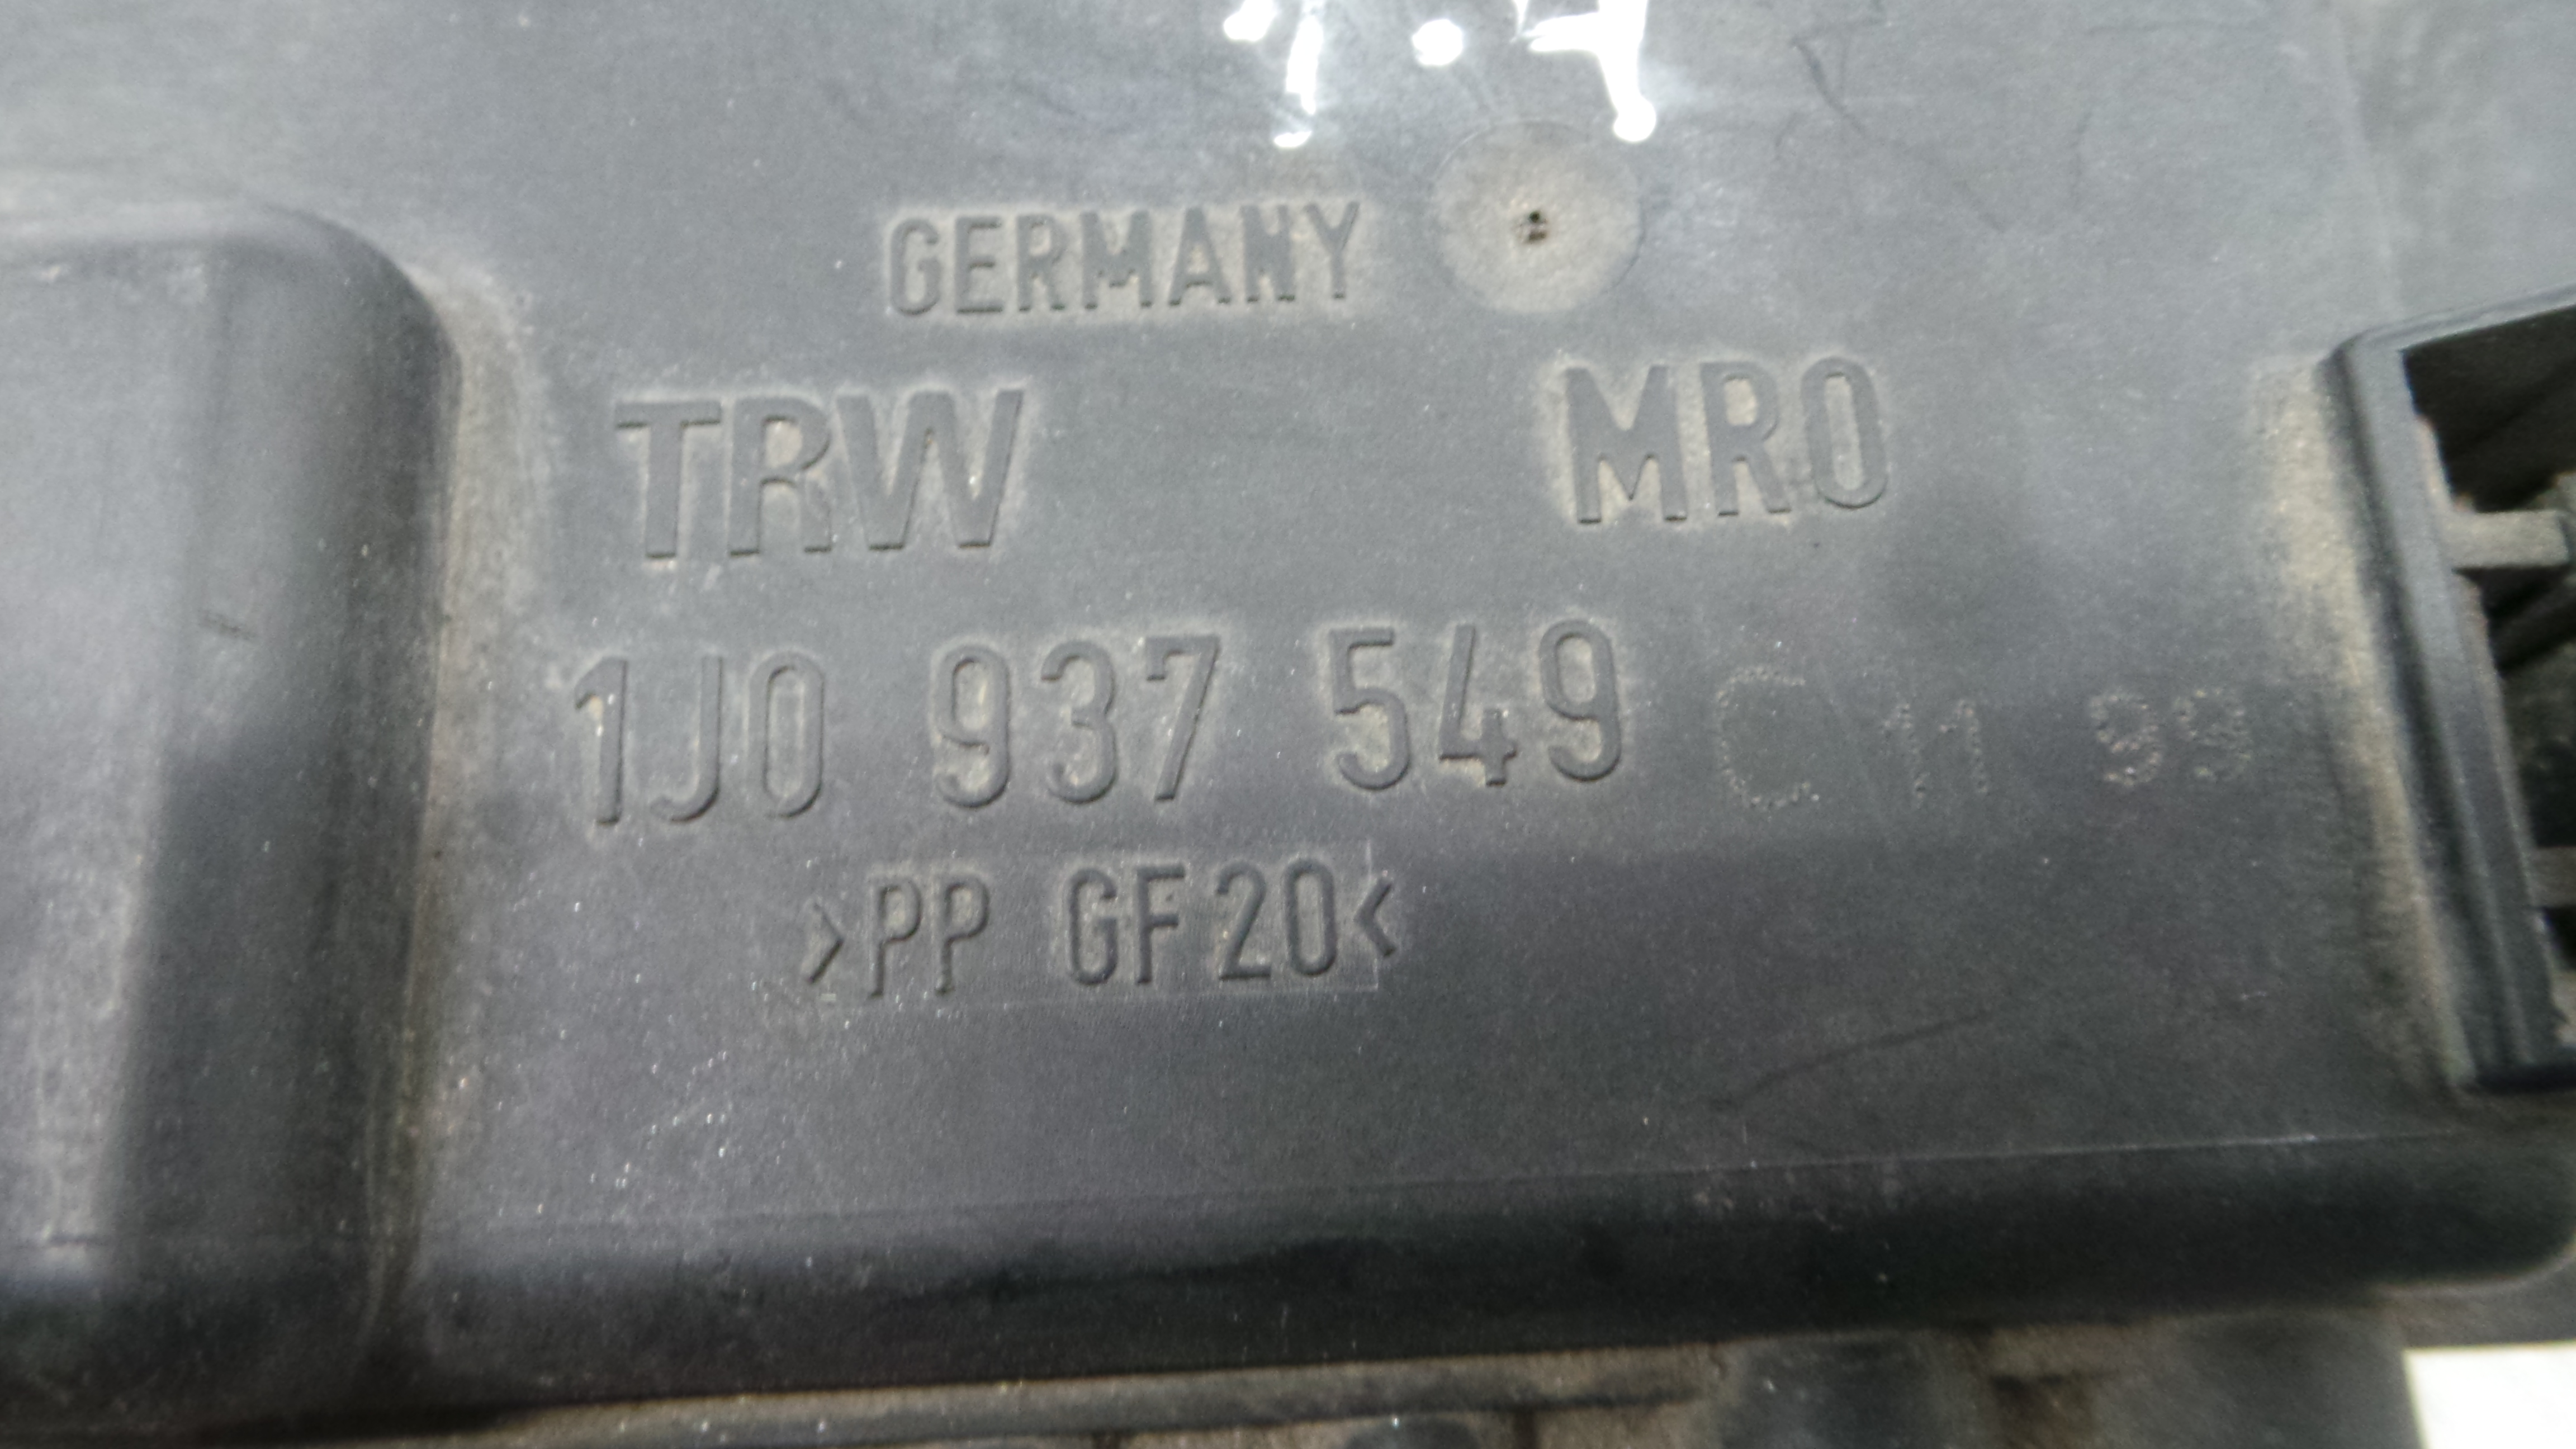 GERMANY
TRW MRO
1J0 937 549 C 11 99
>PP GF20<